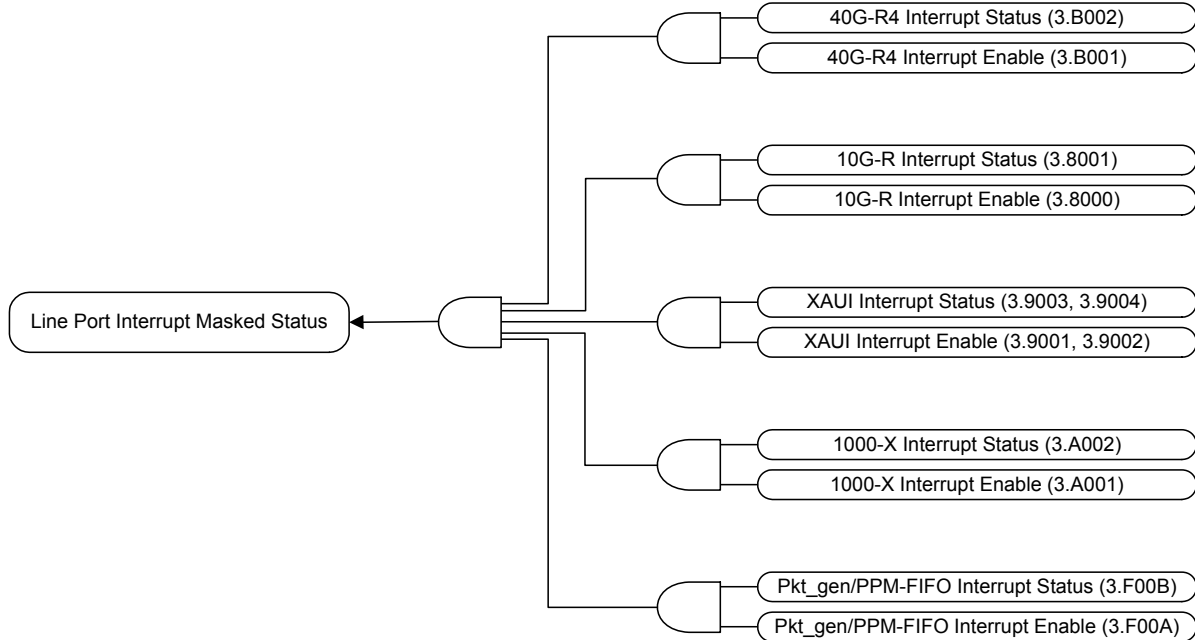 40G-R4 Interrupt Status (3.B002)
40G-R4 Interrupt Enable (3.B001)
10G-R Interrupt Status (3.8001)
10G-R Interrupt Enable (3.8000)
Line Port Interrupt Masked Status
XAUI Interrupt Status (3.9003, 3.9004)
XAUI Interrupt Enable (3.9001, 3.9002)
1000-X Interrupt Status (3.A002)
1000-X Interrupt Enable (3.A001)
Pkt_gen/PPM-FIFO Interrupt Status (3.F00B)
Pkt_gen/PPM-FIFO Interrupt Enable (3.F00A)